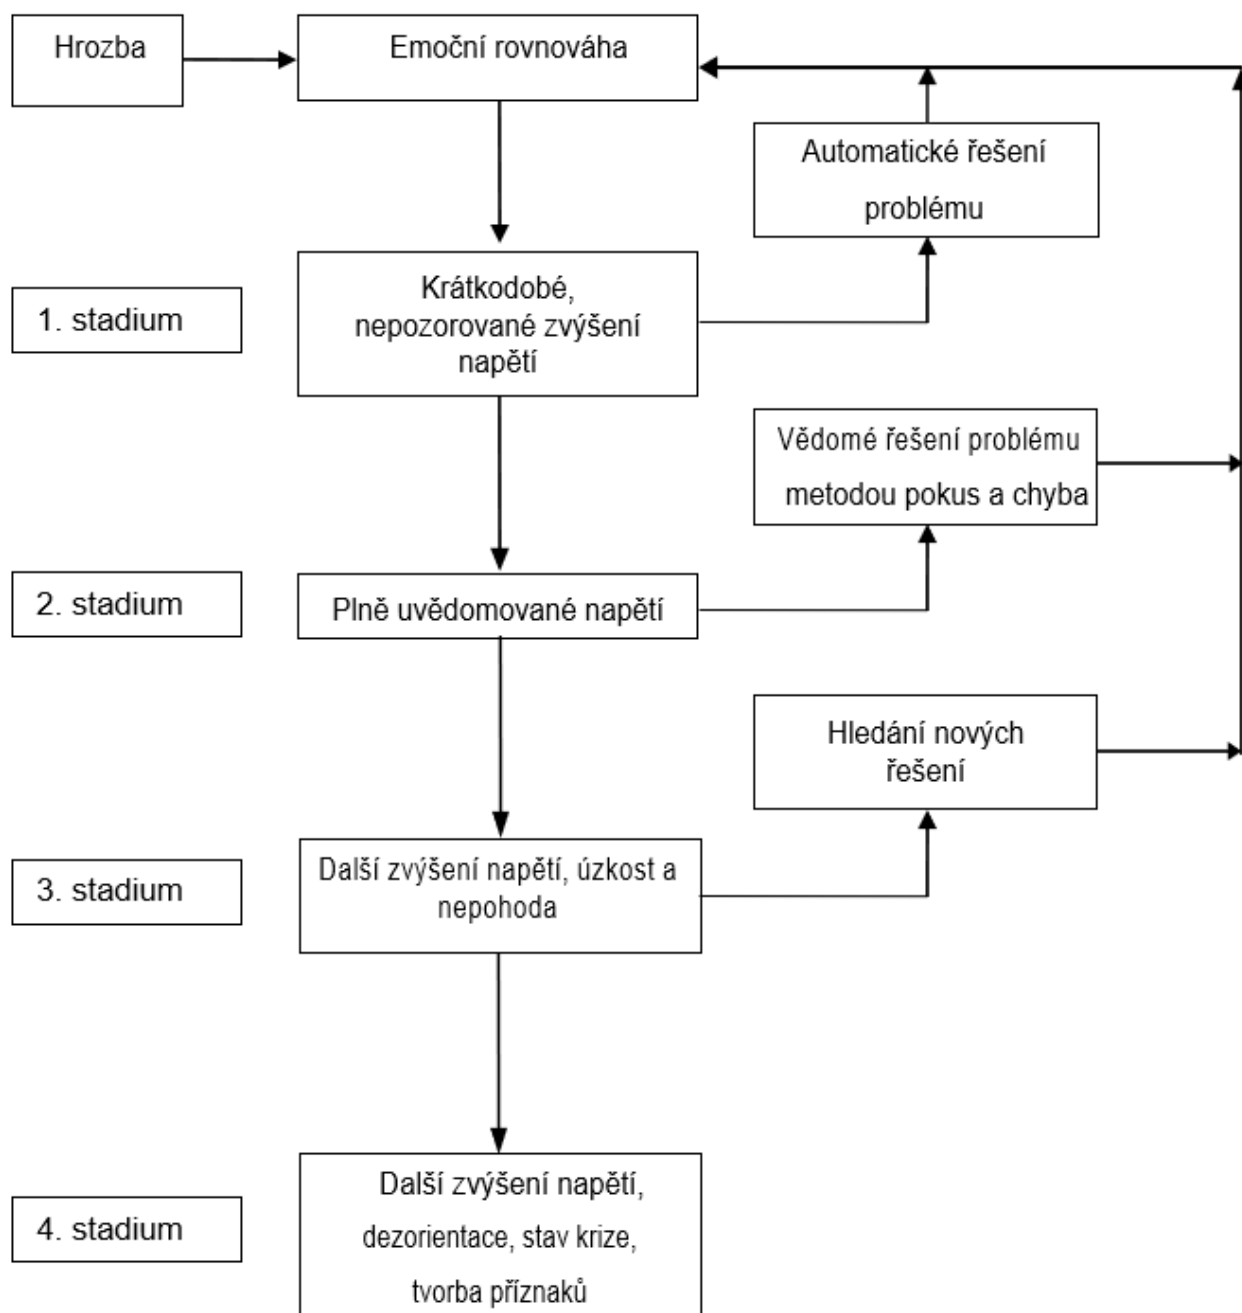 Hrozba
Emoční rovnováha
Automatické řešení
problému
1. stadium
Krátkodobé,
nepozorované zvýšení
napětí
Vědomé řešení problému
metodou pokus a chyba
2. stadium
Plně uvědomované napětí
Hledání nových
řešení
3. stadium
Další zvýšení napětí, úzkost a
nepohoda
4. stadium
Další zvýšení napětí,
dezorientace, stav krize,
tvorba příznaků